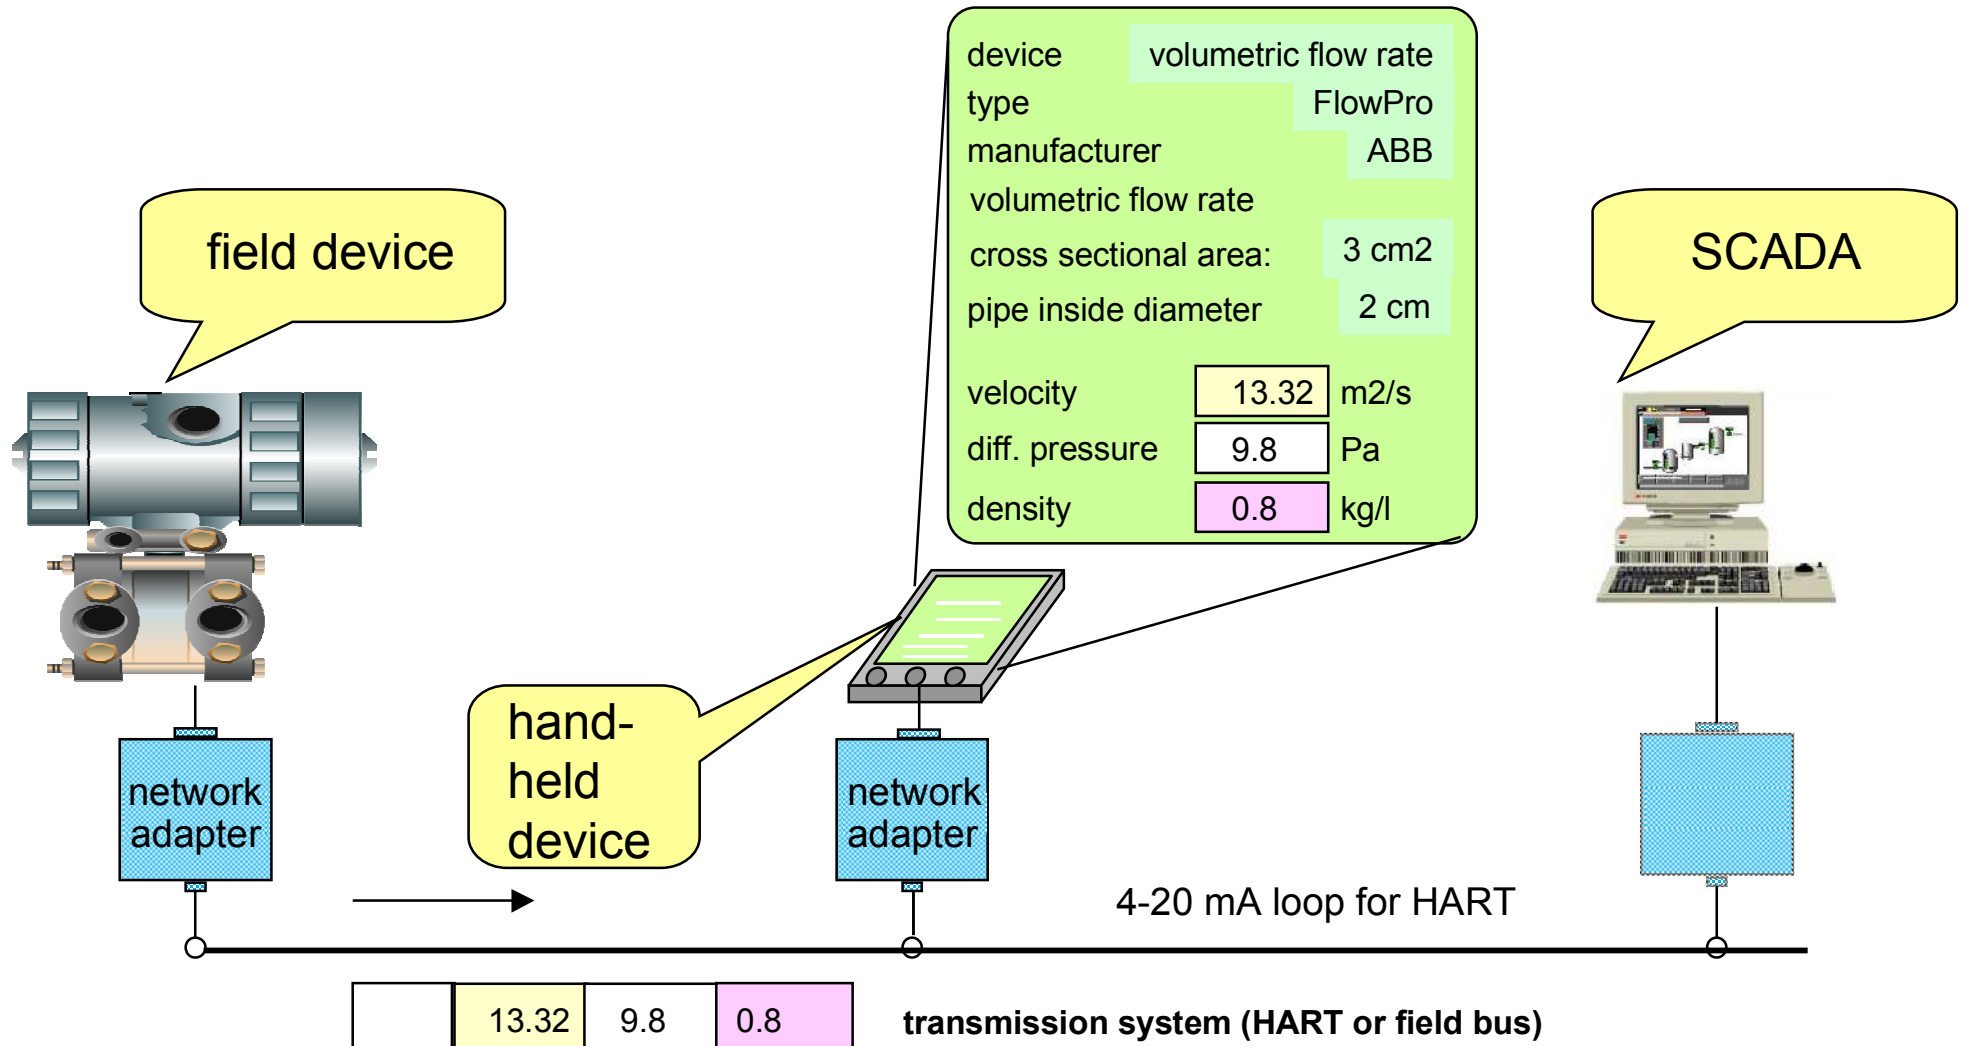 device volumetric flow rate
type FlowPro
manufacturer ABB
volumetric flow rate
cross sectional area: 3 cm2
pipe inside diameter 2 cm
velocity 13.32 m2/s
diff. pressure 9.8 Pa
density 0.8 kg/l
field device
SCADA
hand-
held
device
network
adapter
network
adapter
4-20 mA loop for HART
13.32 9.8 0.8
transmission system (HART or field bus)